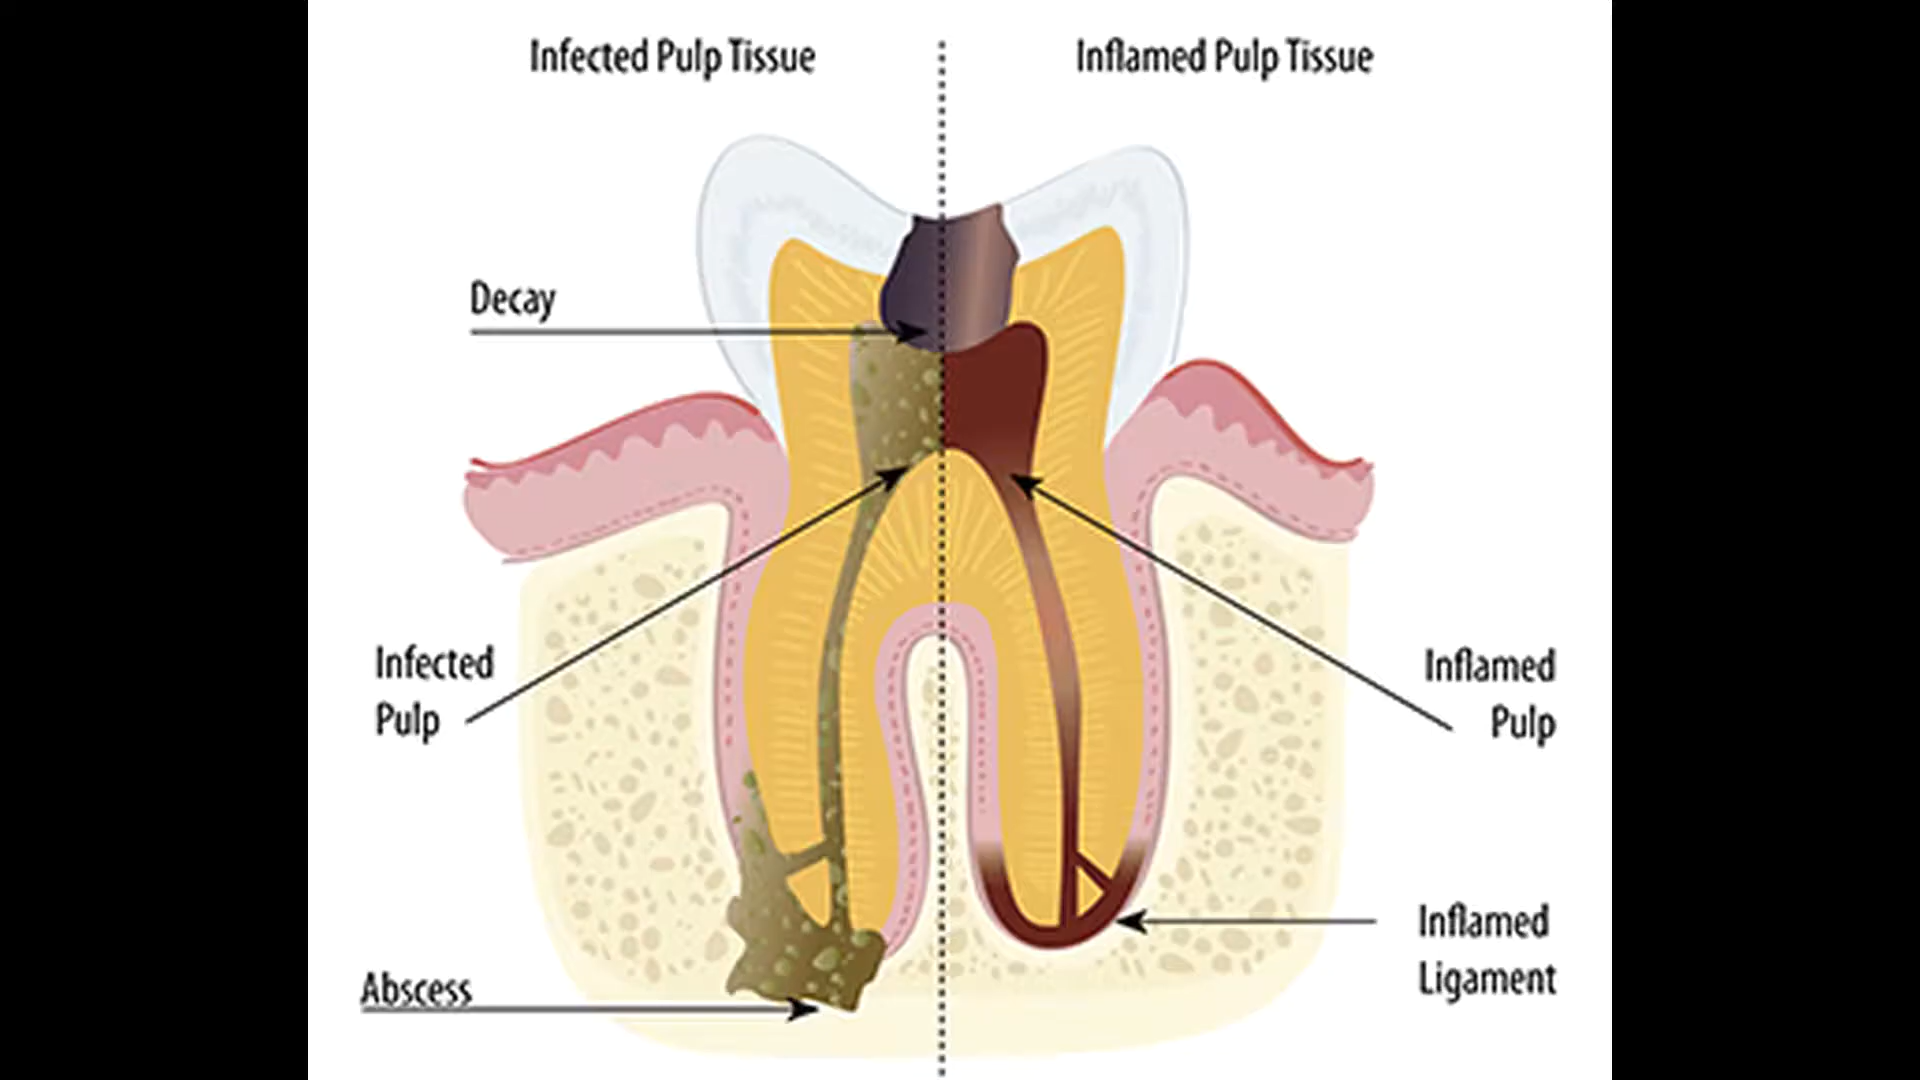 Infected Pulp Tissue
Inflamed Pulp Tissue
Decay
Infected
Pulp
Inflamed
Pulp
Inflamed
Ligament
Abscess